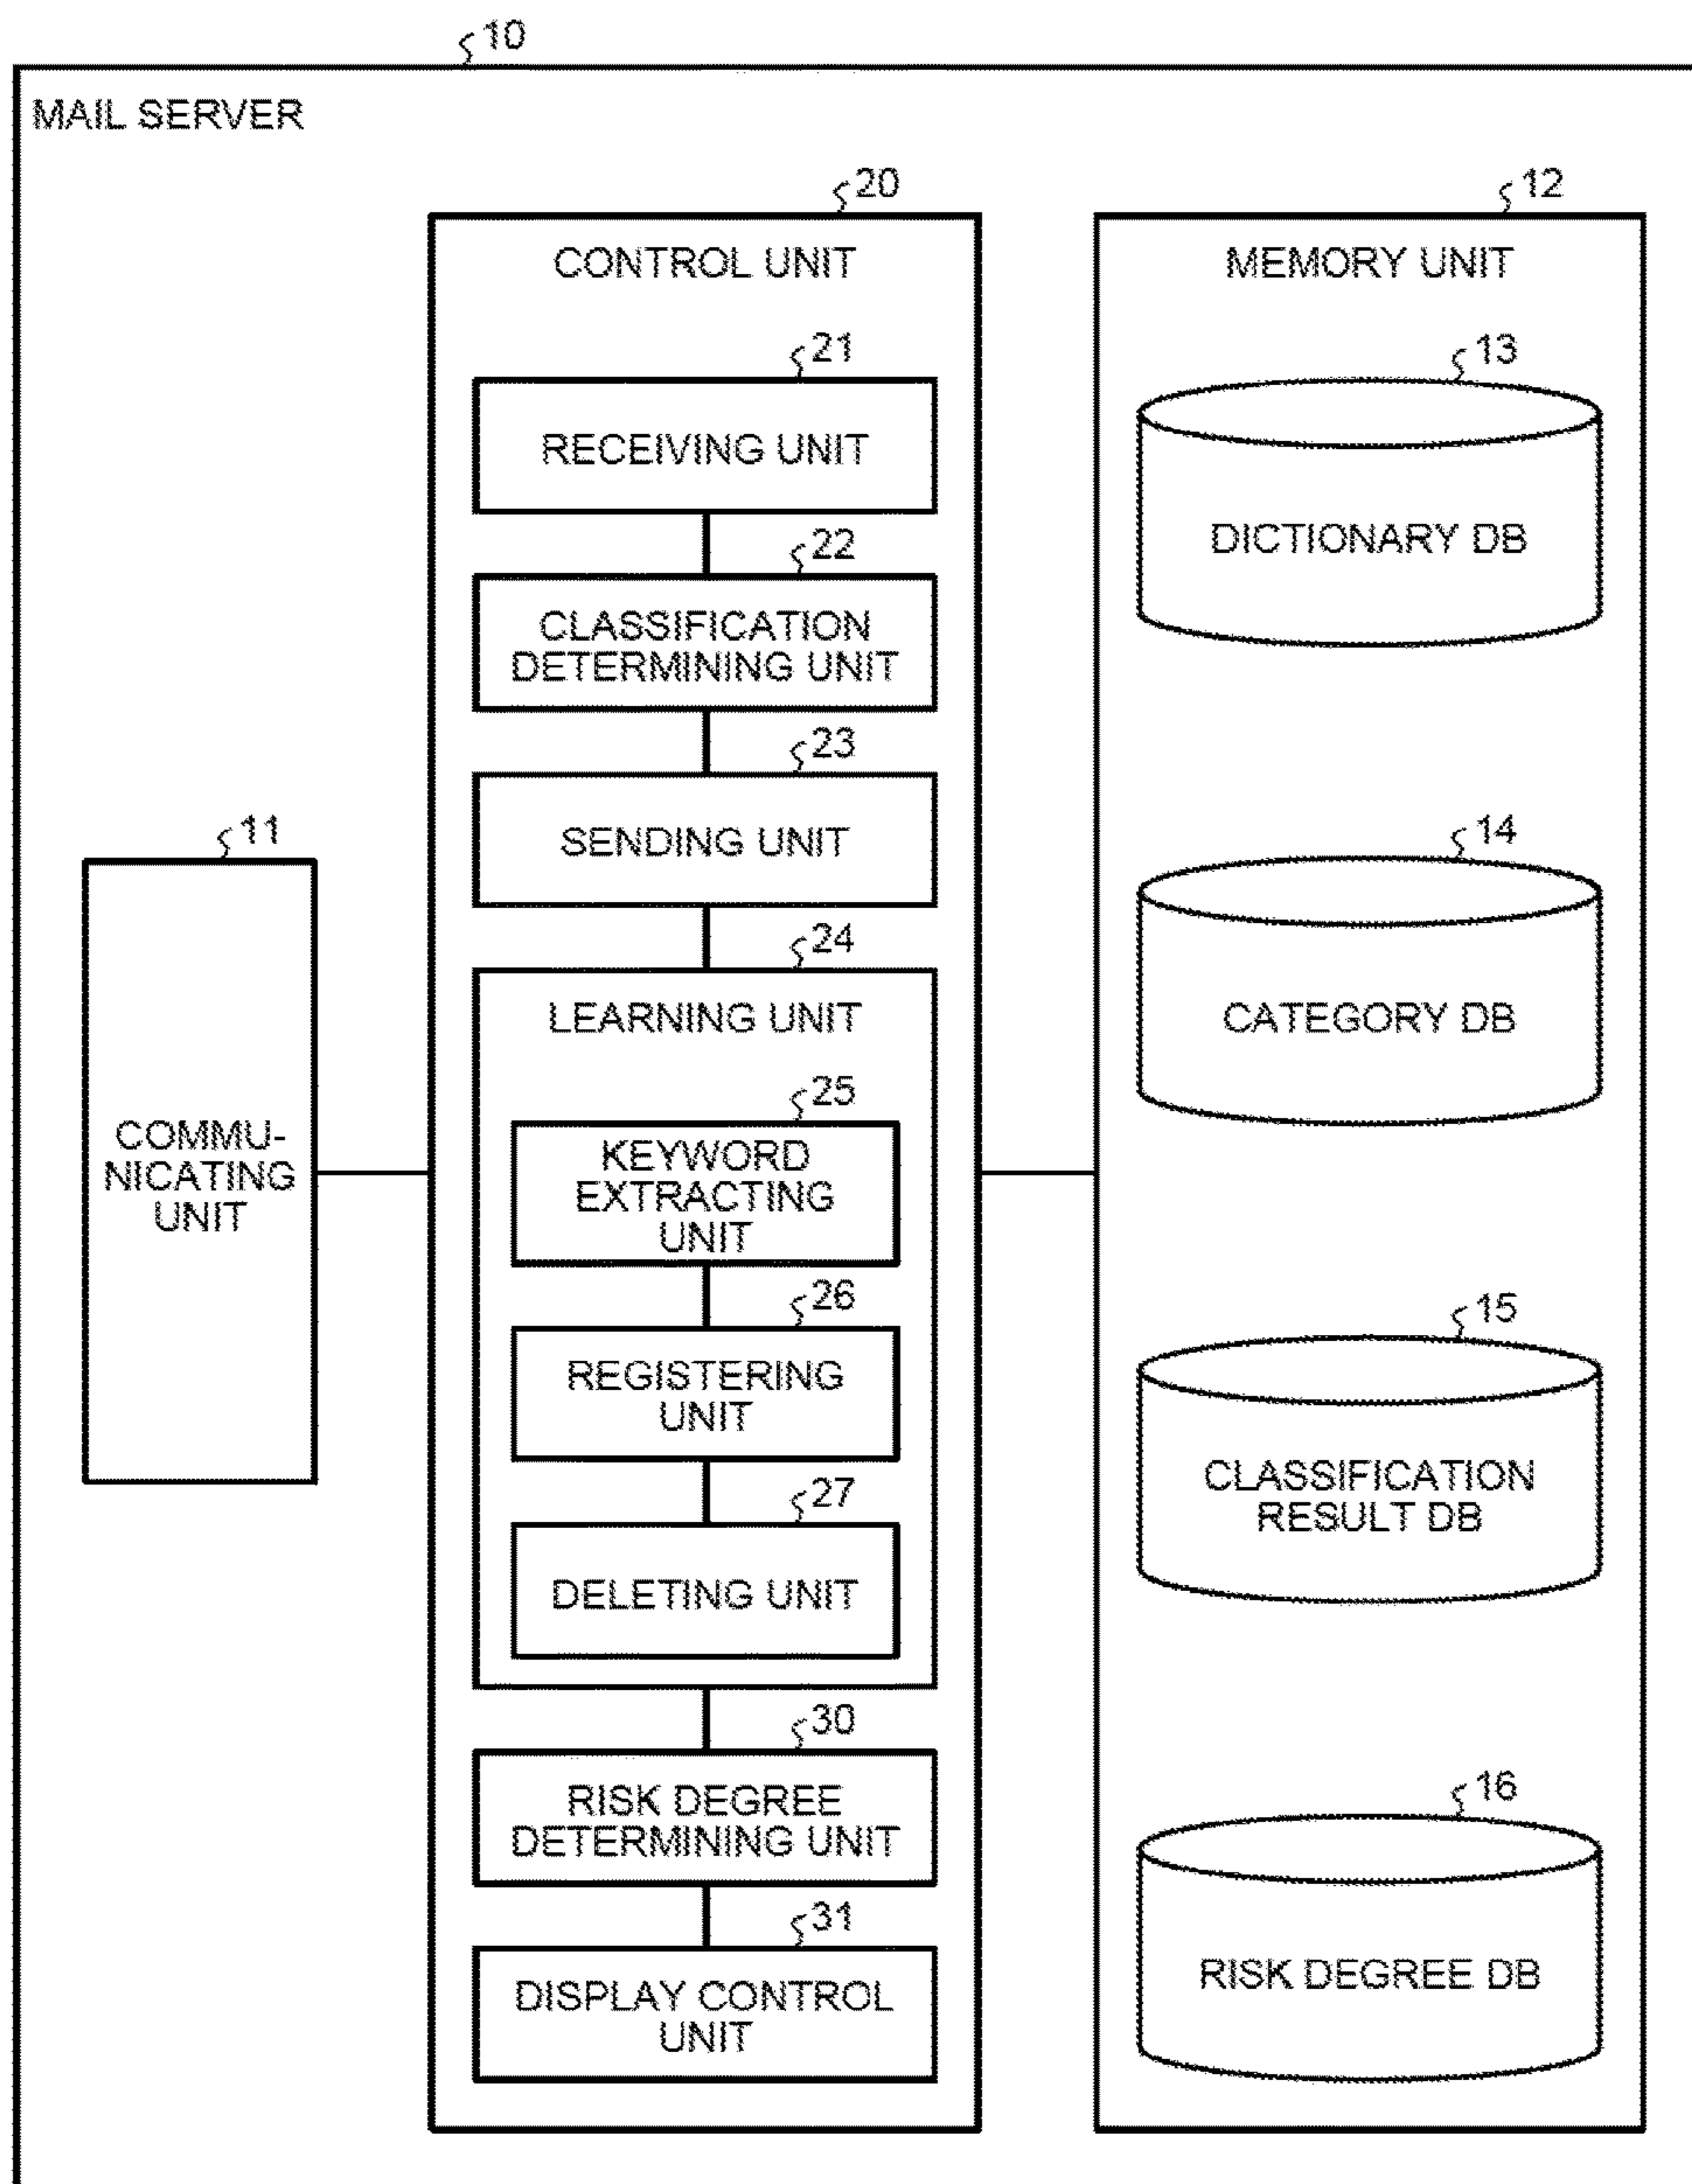 10
MAIL SERVER
20
CONTROL UNIT
21
RECEIVING UNIT
22
CLASSIFICATION
DETERMINING UNIT
23
SENDING UNIT
24
LEARNING UNIT
25
KEYWORD
EXTRACTING
UNIT
26
REGISTERING
UNIT
27
DELETING UNIT
30
RISK DEGREE
DETERMINING UNIT
31
DISPLAY CONTROL
UNIT
11
COMMU-
NICATING
UNIT
12
MEMORY UNIT
13
DICTIONARY DB
14
CATEGORY DB
15
CLASSIFICATION
RESULT DB
16
RISK DEGREE DB